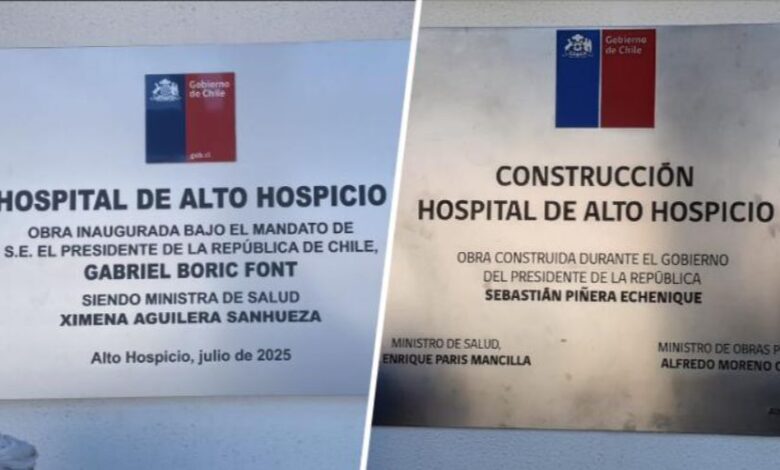 Gobierno
de Chile
gob.cl
HOSPITAL DE ALTO HOSPICIO
OBRA INAUGURADA BAJO EL MANDATO DE
S.E. EL PRESIDENTE DE LA REPÚBLICA DE CHILE,
GABRIEL BORIC FONT
SIENDO MINISTRA DE SALUD
XIMENA AGUILERA SANHUEZA
Alto Hospicio, julio de 2025
Gobierno
de Chile
CONSTRUCCIÓN
HOSPITAL DE ALTO HOSPICIO
OBRA CONSTRUIDA DURANTE EL GOBIERNO
DEL PRESIDENTE DE LA REPÚBLICA
SEBASTIÁN PIÑERA ECHENIQUE
MINISTRO DE SALUD,
ENRIQUE PARIS MANCILLA
MINISTRO DE OBRAS P
ALFREDO MORENO